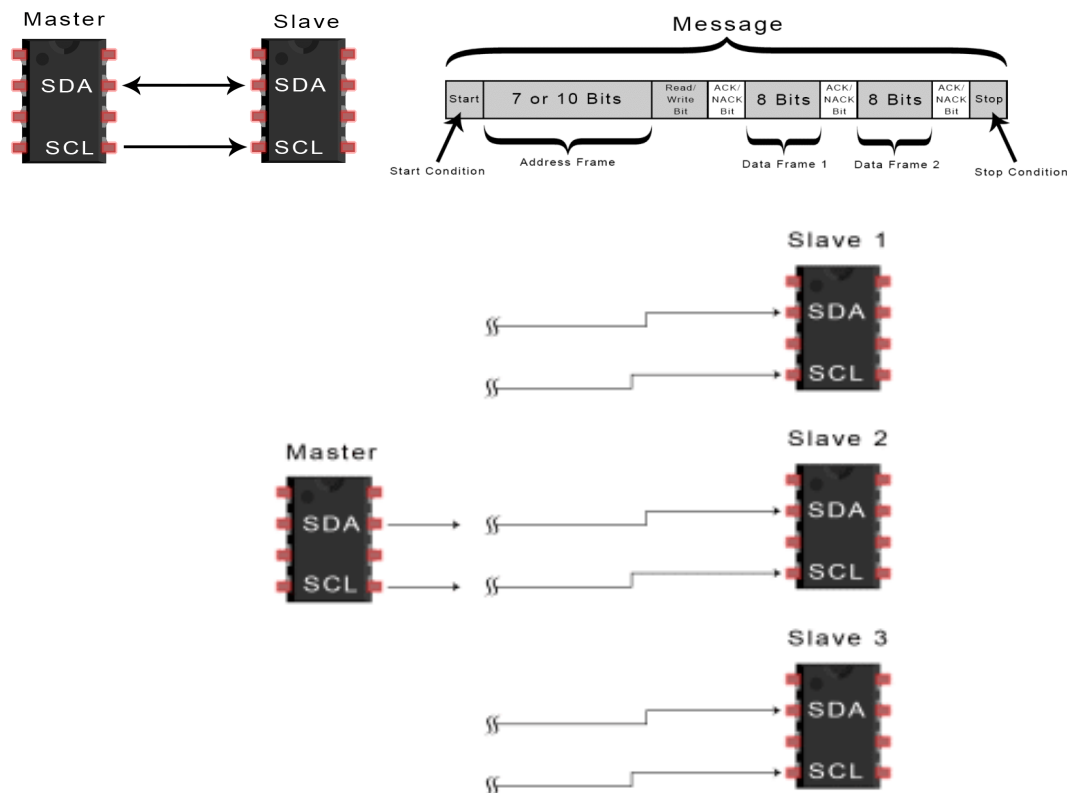 Master
Slave
SDA
SDA
SCL
SCL
Message
Start
7 or 10 Bits
Read/
Write
Bit
ACK/
NACK
Bit
8 Bits
ACK/
NACK
Bit
8 Bits
ACK/
NACK
Bit
Stop
Start Condition
Address Frame
Data Frame 1
Data Frame 2
Stop Condition
Slave 1
SDA
SCL
Master
SDA
SCL
Slave 2
SDA
SCL
Slave 3
SDA
SCL